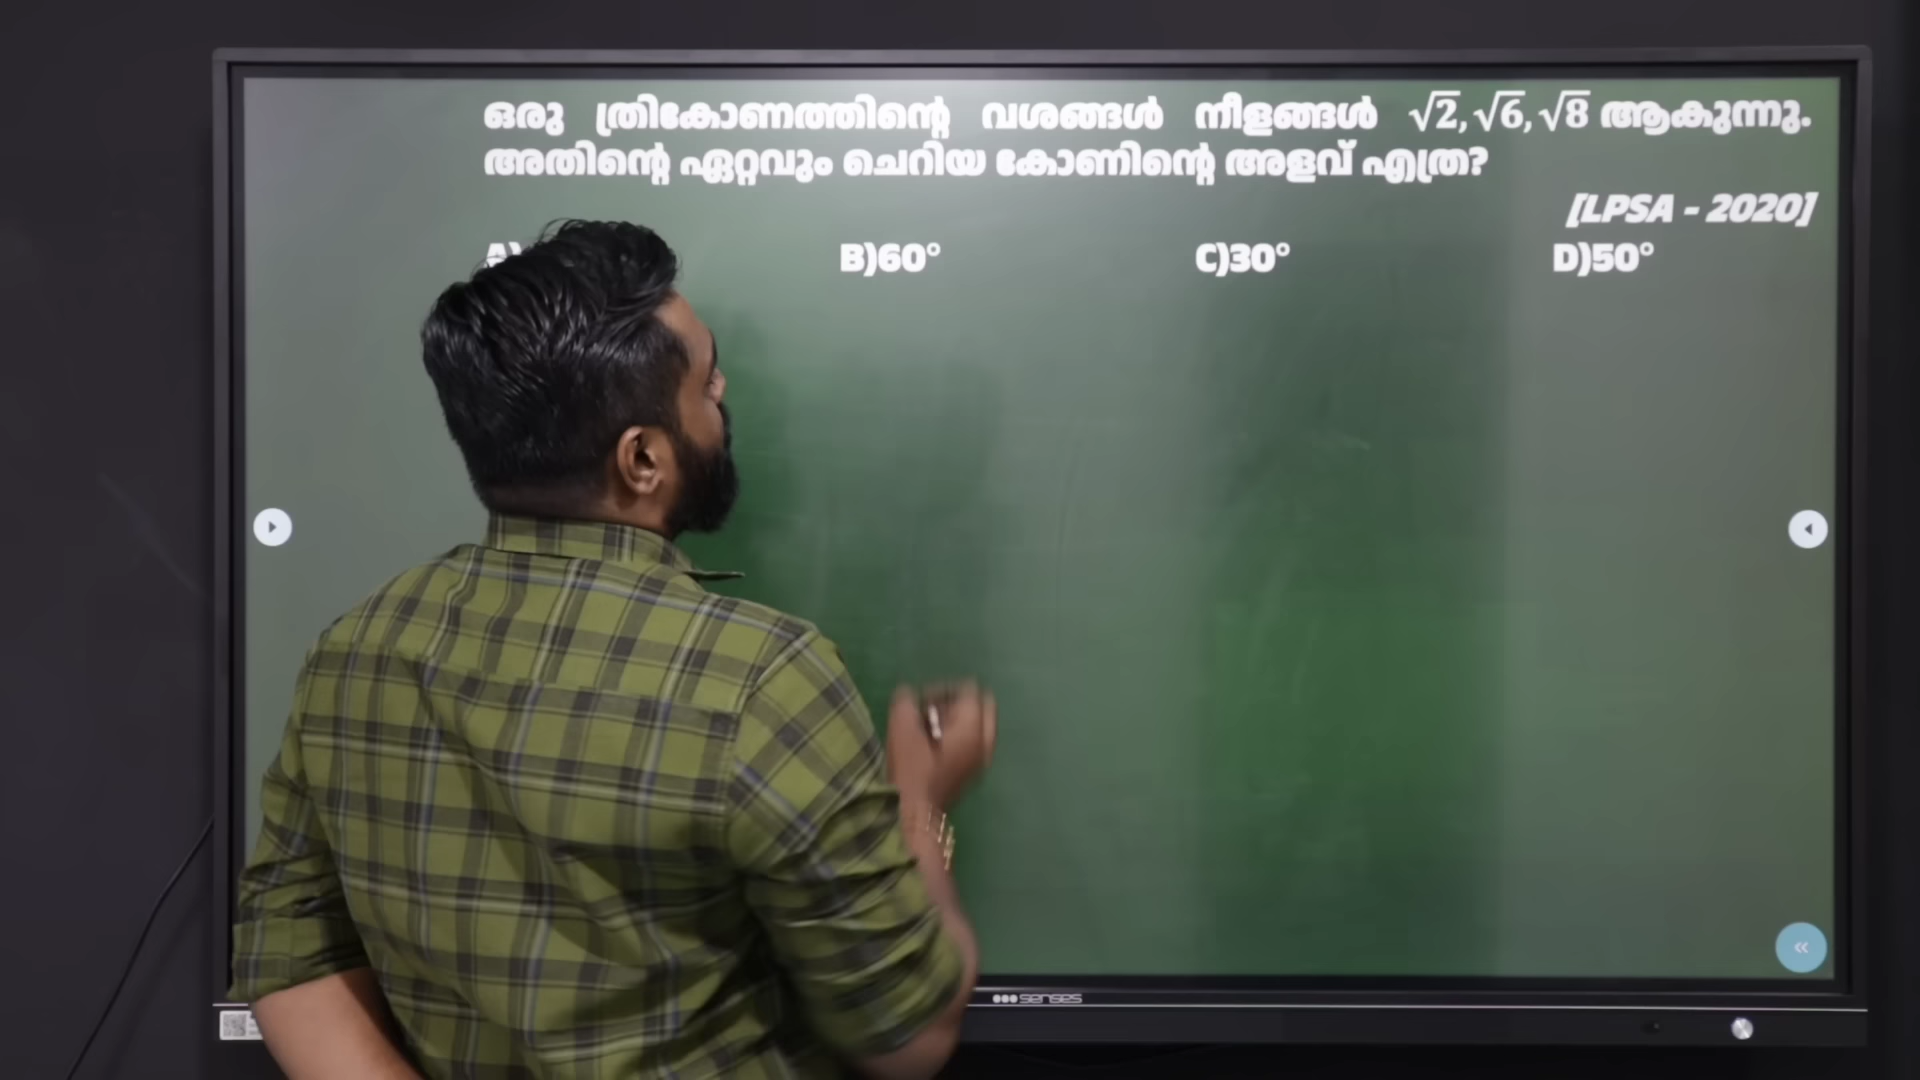 ഒരു ത്രികോണത്തിന്റെ വശങ്ങൾ നീളങ്ങൾ √2, √6, √8 ആകുന്നു.
അതിന്റെ ഏറ്റവും ചെറിയ കോണിന്റെ അളവ് എത്ര?
[LPSA - 2020]
A) B)60° C)30° D)50°
senses